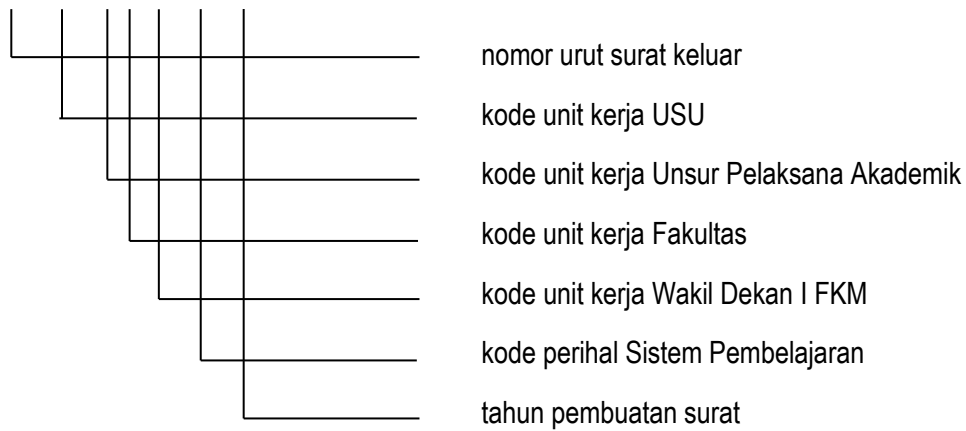 nomor urut surat keluar
kode unit kerja USU
kode unit kerja Unsur Pelaksana Akademik
kode unit kerja Fakultas
kode unit kerja Wakil Dekan I FKM
kode perihal Sistem Pembelajaran
tahun pembuatan surat